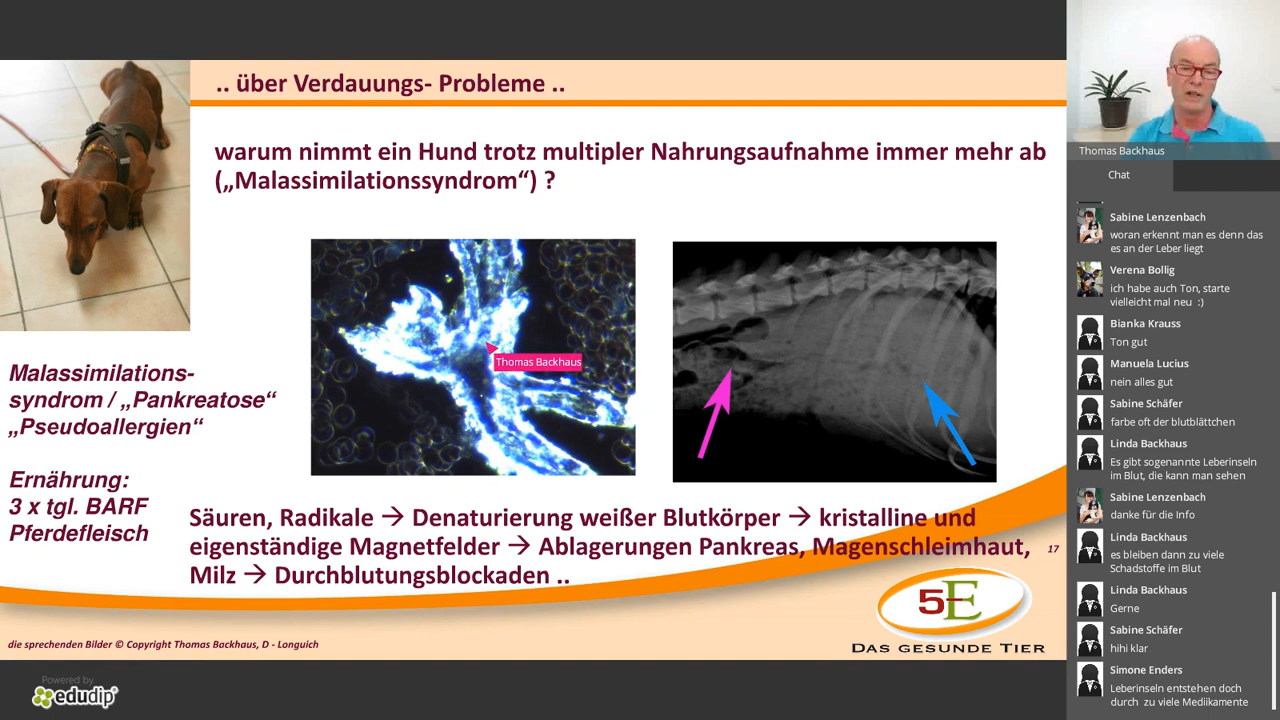 .. über Verdauungs- Probleme ..
warum nimmt ein Hund trotz multipler Nahrungsaufnahme immer mehr ab
(„Malassimilationssyndrom“) ?
Thomas Backhaus
Malassimilations-
syndrom / „Pankreatose“
„Pseudoallergien“
Ernährung:
3 x tgl. BARF
Pferdefleisch
Säuren, Radikale → Denaturierung weißer Blutkörper → kristalline und
eigenständige Magnetfelder → Ablagerungen Pankreas, Magenschleimhaut,
Milz → Durchblutungsblockaden ..
17
5E
DAS GESUNDE TIER
die sprechenden Bilder © Copyright Thomas Backhaus, D - Longuich
Powered by
edudip
Thomas Backhaus
Chat
Sabine Lenzenbach
woran erkennt man es denn das
es an der Leber liegt
Verena Bollig
ich habe auch Ton, starte
vielleicht mal neu :)
Bianka Krauss
Ton gut
Manuela Lucius
nein alles gut
Sabine Schäfer
farbe oft der blutblättchen
Linda Backhaus
Es gibt sogenannte Leberinseln
im Blut, die kann man sehen
Sabine Lenzenbach
danke für die Info
Linda Backhaus
es bleiben dann zu viele
Schadstoffe im Blut
Linda Backhaus
Gerne
Sabine Schäfer
hihi klar
Simone Enders
Leberinseln entstehen doch
durch zu viele Mediikamente